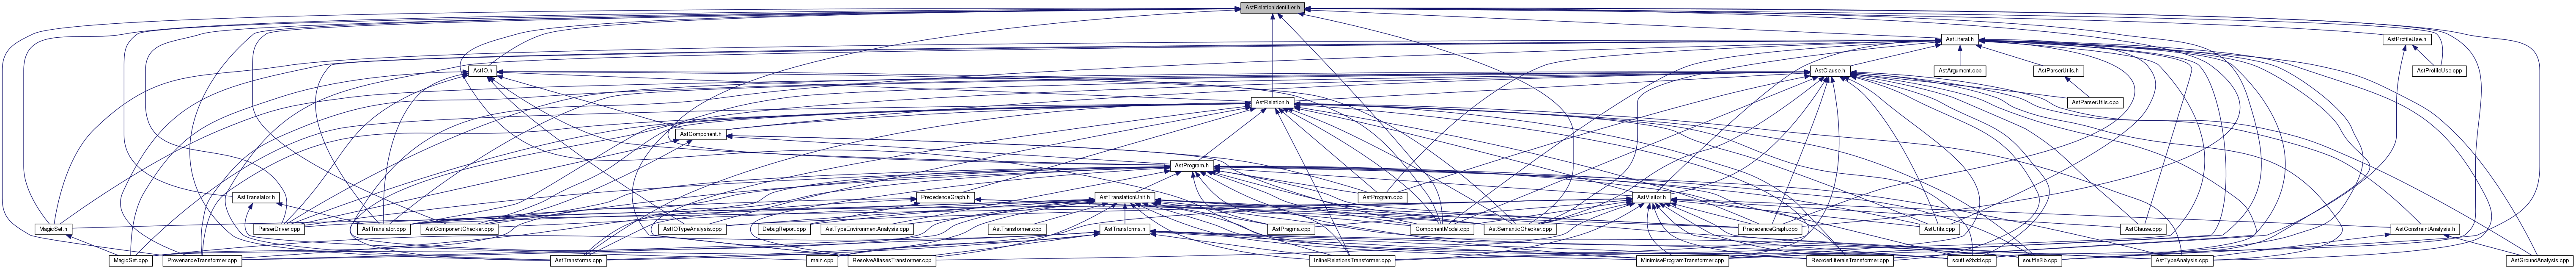 AstRelationIdentifier.h
AstLiteral.h
AstProfileUse.h
AstIO.h
AstClause.h
AstArgument.cpp
AstParserUtils.h
AstProfileUse.cpp
AstRelation.h
AstParserUtils.cpp
AstComponent.h
AstProgram.h
AstTranslator.h
PrecedenceGraph.h
AstTranslationUnit.h
AstProgram.cpp
AstVisitor.h
MagicSet.h
ParserDriver.cpp
AstTranslator.cpp
AstComponentChecker.cpp
AstIOTypeAnalysis.cpp
DebugReport.cpp
AstTypeEnvironmentAnalysis.cpp
AstTransformer.cpp
AstTransforms.h
AstPragma.cpp
ComponentModel.cpp
AstSemanticChecker.cpp
PrecedenceGraph.cpp
AstUtils.cpp
AstClause.cpp
AstConstraintAnalysis.h
MagicSet.cpp
ProvenanceTransformer.cpp
AstTransforms.cpp
main.cpp
ResolveAliasesTransformer.cpp
InlineRelationsTransformer.cpp
MinimiseProgramTransformer.cpp
ReorderLiteralsTransformer.cpp
souffle2bdd.cpp
souffle2lb.cpp
AstTypeAnalysis.cpp
AstGroundAnalysis.cpp